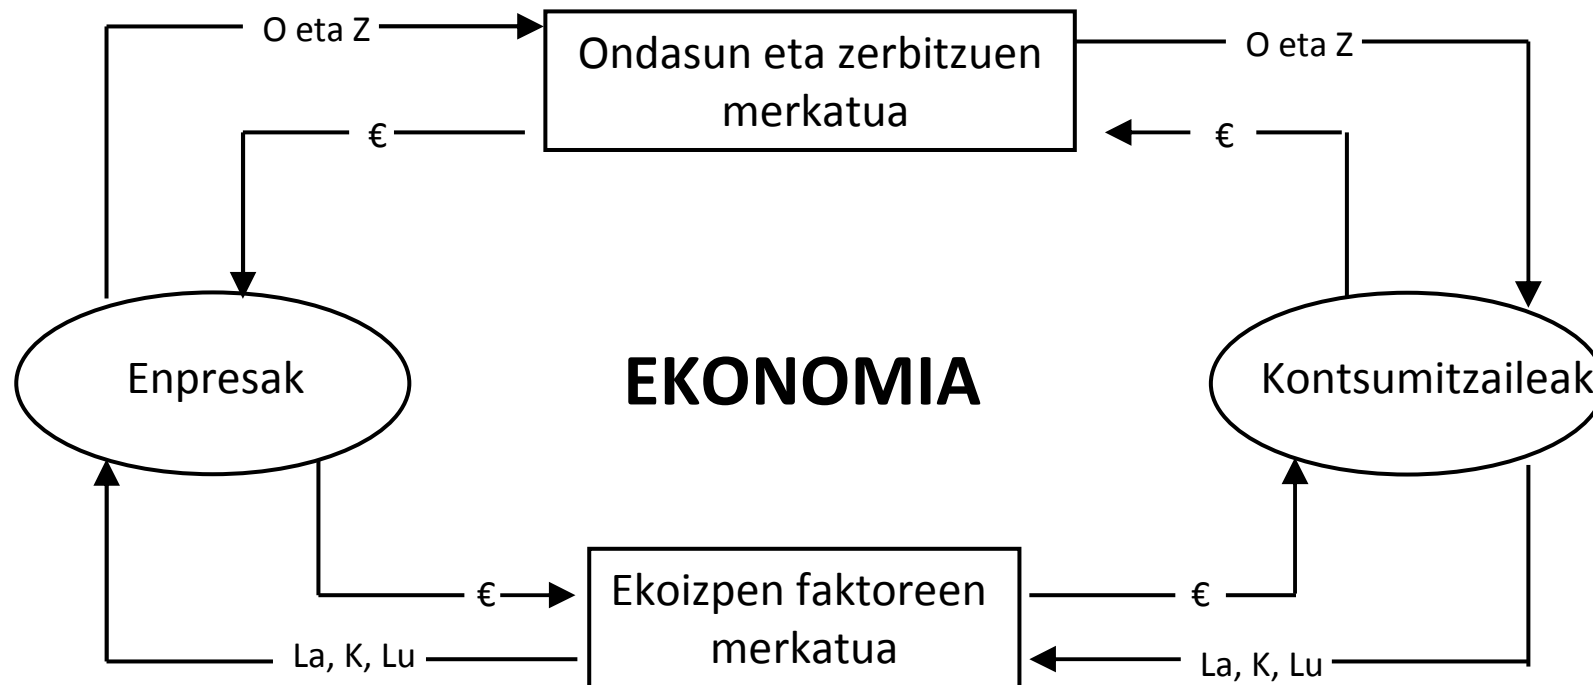 O eta Z
Ondasun eta zerbitzuen
merkatua
O eta Z
€
€
Enpresak
EKONOMIA
Kontsumitzaileak
€
Ekoizpen faktoreen
merkatua
€
La, K, Lu
La, K, Lu